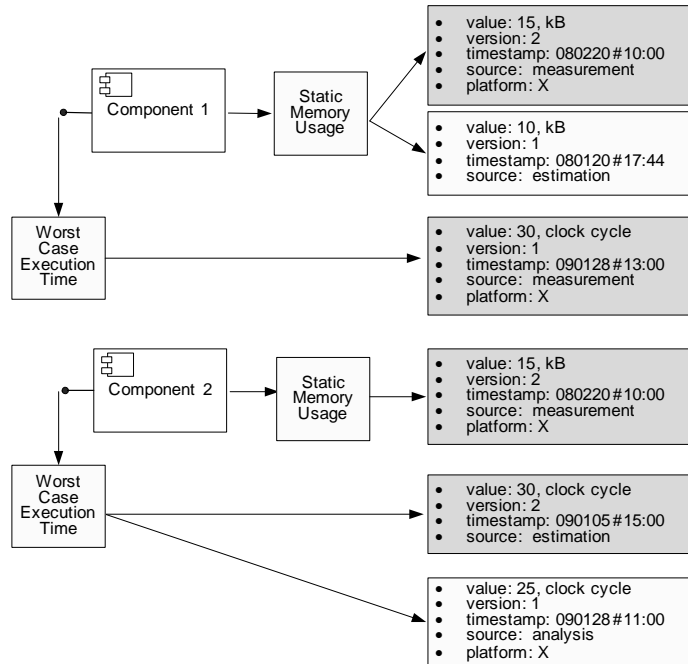 • value: 15, kB
• version: 2
• timestamp: 080220#10:00
• source: measurement
• platform: X
Component 1
Static
Memory
Usage
• value: 10, kB
• version: 1
• timestamp: 080120#17:44
• source: estimation
Worst
Case
Execution
Time
• value: 30, clock cycle
• version: 1
• timestamp: 090128#13:00
• source: measurement
• platform: X
Component 2
Static
Memory
Usage
• value: 15, kB
• version: 2
• timestamp: 080220#10:00
• source: measurement
• platform: X
Worst
Case
Execution
Time
• value: 30, clock cycle
• version: 2
• timestamp: 090105#15:00
• source: estimation
• value: 25, clock cycle
• version: 1
• timestamp: 090128#11:00
• source: analysis
• platform: X